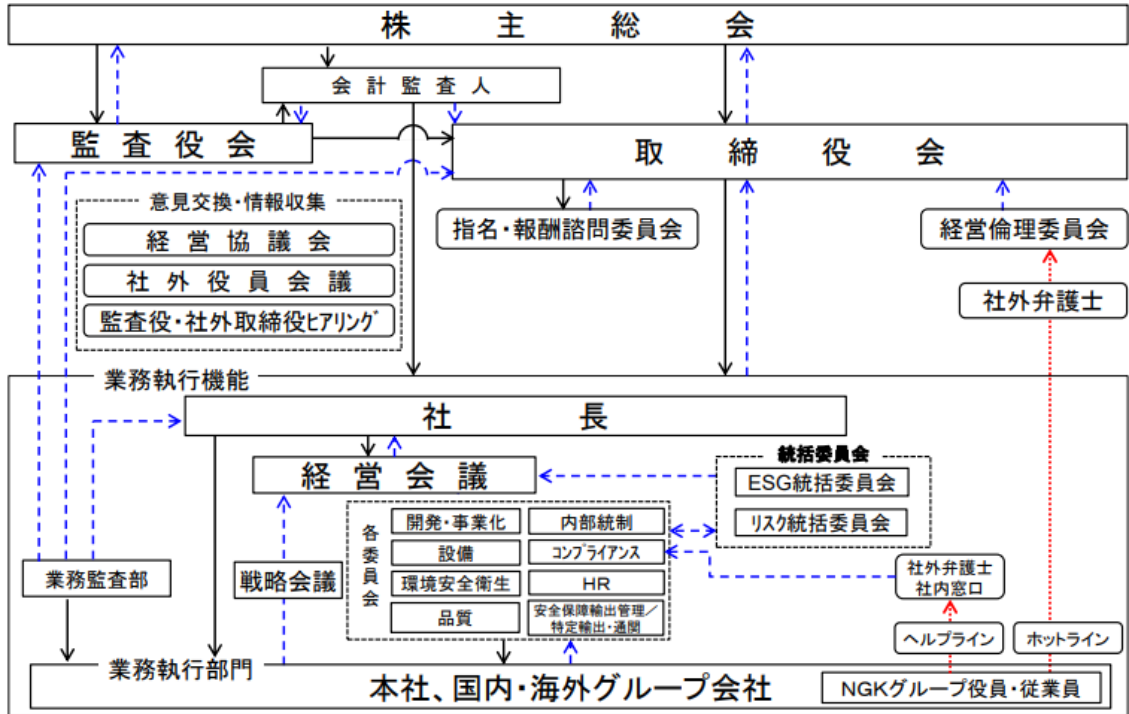 株主総会
会計監査人
監査役会
取締役会
意見交換・情報収集
経営協議会
社外役員会議
監査役・社外取締役ﾋｱﾘﾝｸﾞ
指名・報酬諮問委員会
経営倫理委員会
社外弁護士
業務執行機能
社長
経営会議
統括委員会
ESG統括委員会
ﾘｽｸ統括委員会
各委員会
開発・事業化
内部統制
設備
ｺﾝﾌﾟﾗｲｱﾝｽ
環境安全衛生
HR
品質
安全保障輸出管理／
特定輸出・通関
業務監査部
戦略会議
社外弁護士
社内窓口
ヘルプライン
ホットライン
業務執行部門
本社、国内・海外グループ会社
NGKグループ役員・従業員